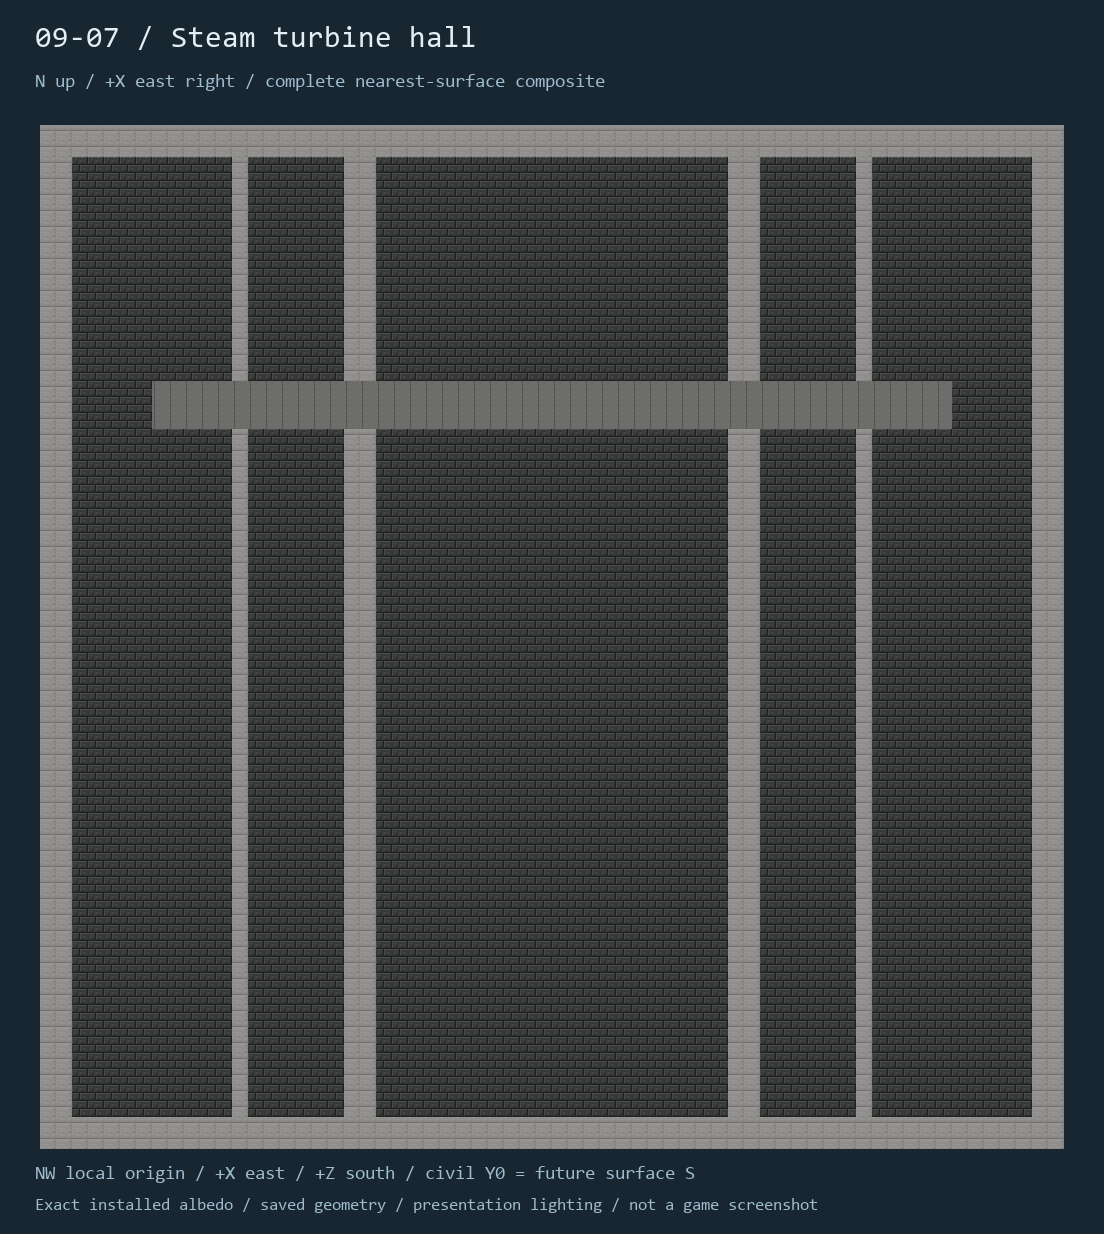 09-07 / Steam turbine hall
N up / +X east right / complete nearest-surface composite
NW local origin / +X east / +Z south / civil Y0 = future surface S
Exact installed albedo / saved geometry / presentation lighting / not a game screenshot